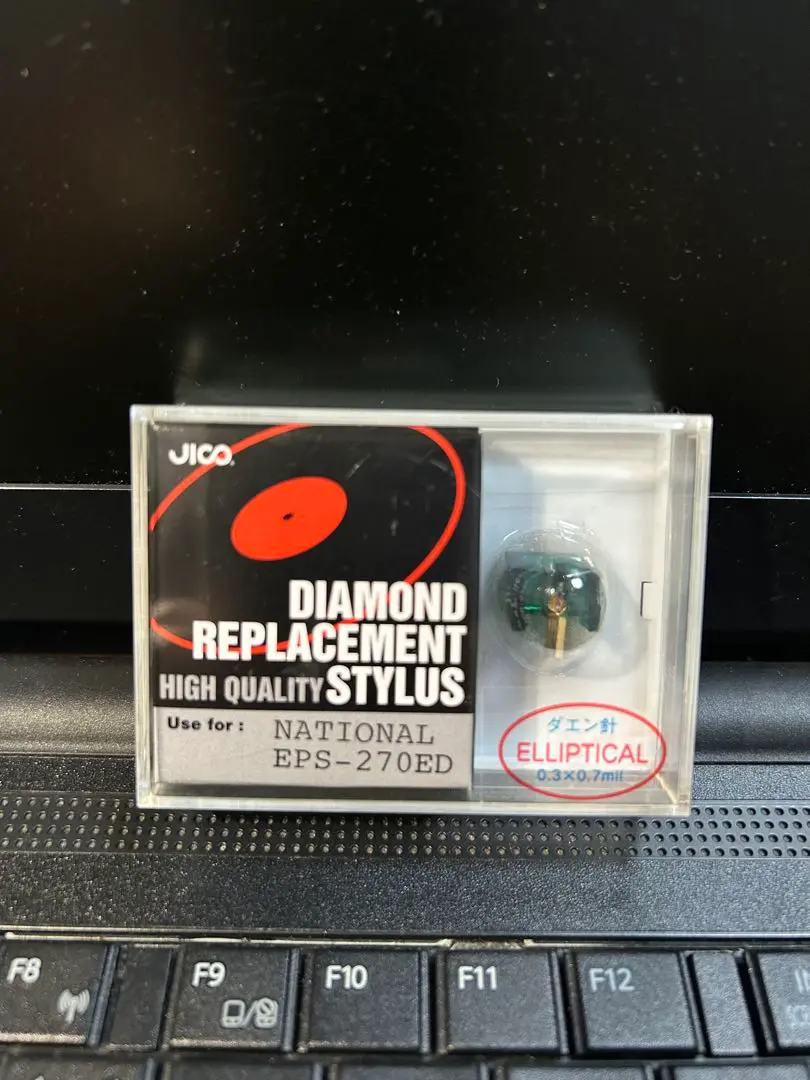 JICO
DIAMOND
REPLACEMENT
HIGH QUALITY STYLUS
Use for : NATIONAL
EPS-270ED
ダエン針
ELLIPTICAL
0.3×0.7mil
F8
F9
F10
F11
F12